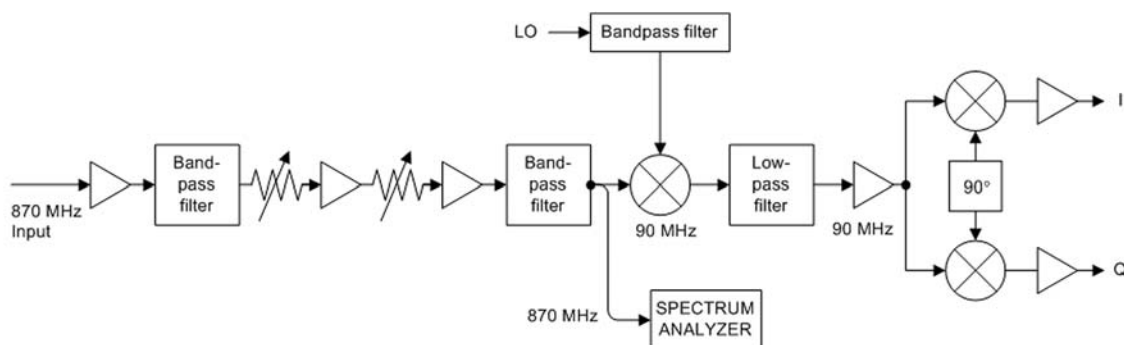 LO
Bandpass filter
870 MHz
Input
Band-
pass
filter
Band-
pass
filter
90 MHz
Low-
pass
filter
90 MHz
90°
I
Q
870 MHz
SPECTRUM
ANALYZER